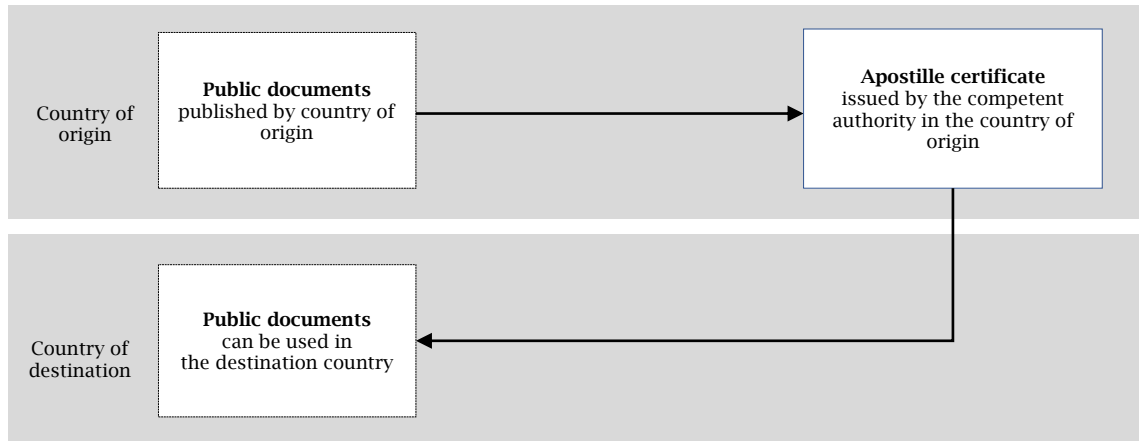 Country of
origin
Public documents
published by country of
origin
Apostille certificate
issued by the competent
authority in the country of
origin
Country of
destination
Public documents
can be used in
the destination country